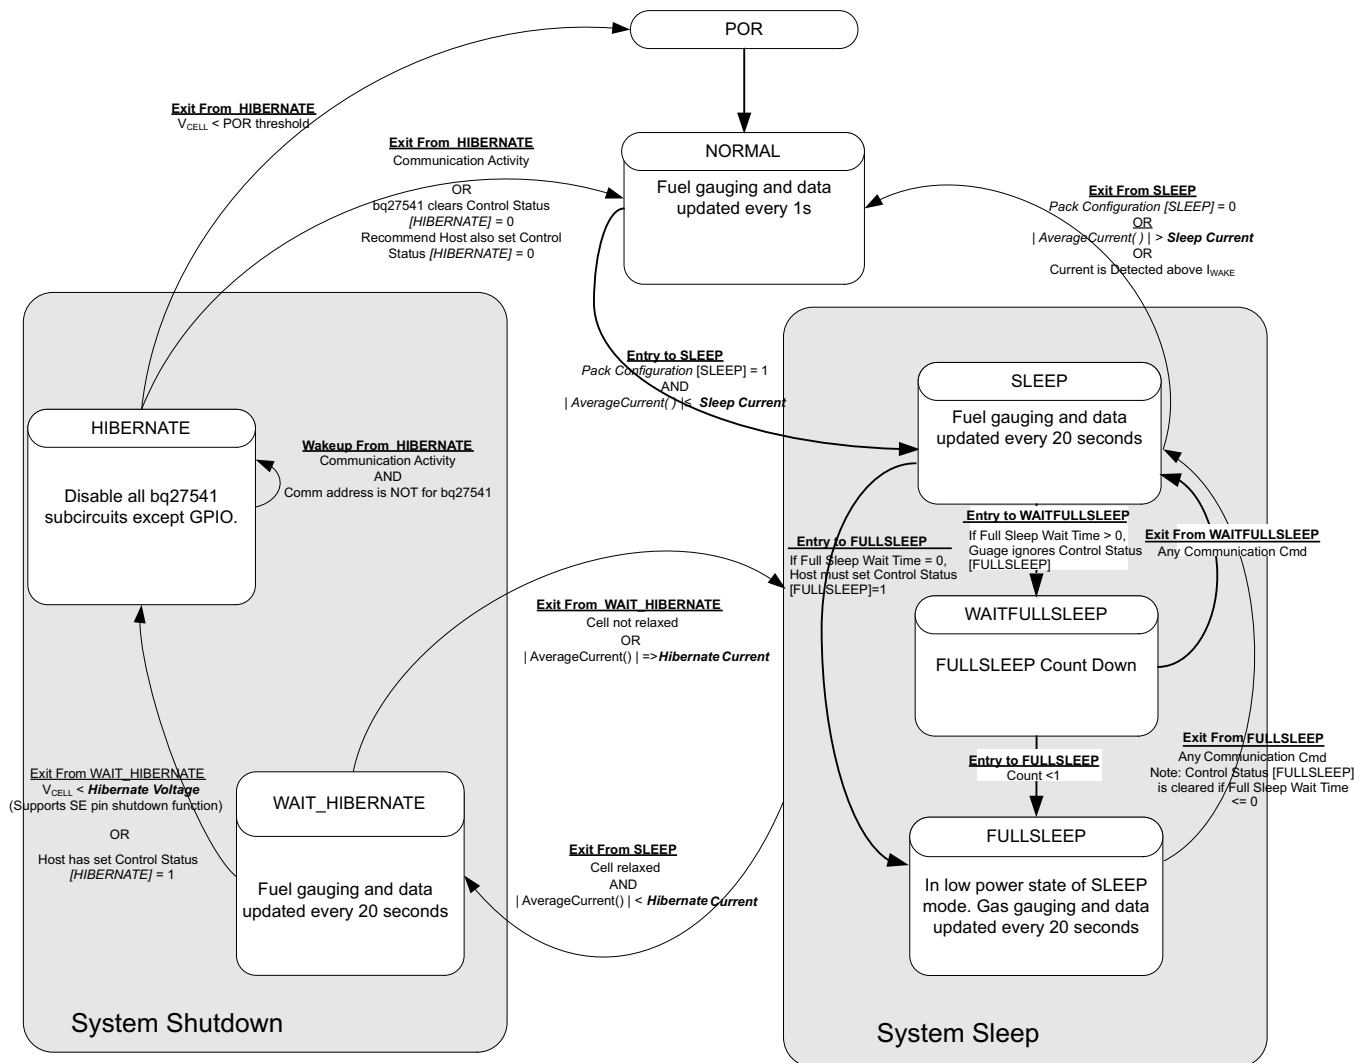 POR
Exit From HIBERNATE
VCELL < POR threshold
Exit From HIBERNATE
Communication Activity
OR
bq27541 clears Control Status
[HIBERNATE] = 0
Recommend Host also set Control
Status [HIBERNATE] = 0
NORMAL
Fuel gauging and data
updated every 1s
Exit From SLEEP
Pack Configuration [SLEEP] = 0
OR
| AverageCurrent( ) | > Sleep Current
OR
Current is Detected above IWAKE
Entry to SLEEP
Pack Configuration [SLEEP] = 1
AND
| AverageCurrent( ) |≤ Sleep Current
SLEEP
Fuel gauging and data
updated every 20 seconds
HIBERNATE
Disable all bq27541
subcircuits except GPIO.
Wakeup From HIBERNATE
Communication Activity
AND
Comm address is NOT for bq27541
Entry to FULLSLEEP
If Full Sleep Wait Time = 0,
Host must set Control Status
[FULLSLEEP]=1
Entry to WAITFULLSLEEP
If Full Sleep Wait Time > 0,
Guage ignores Control Status
[FULLSLEEP]
Exit From WAITFULLSLEEP
Any Communication Cmd
WAITFULLSLEEP
FULLSLEEP Count Down
Exit From WAIT_HIBERNATE
Cell not relaxed
OR
| AverageCurrent() | =>Hibernate Current
Exit From WAIT_HIBERNATE
VCELL < Hibernate Voltage
(Supports SE pin shutdown function)
OR
Host has set Control Status
[HIBERNATE] = 1
WAIT_HIBERNATE
Fuel gauging and data
updated every 20 seconds
Entry to FULLSLEEP
Count <1
Exit From FULLSLEEP
Any Communication Cmd
Note: Control Status [FULLSLEEP]
is cleared if Full Sleep Wait Time
<= 0
Exit From SLEEP
Cell relaxed
AND
| AverageCurrent() | < Hibernate Current
FULLSLEEP
In low power state of SLEEP
mode. Gas gauging and data
updated every 20 seconds
System Shutdown
System Sleep